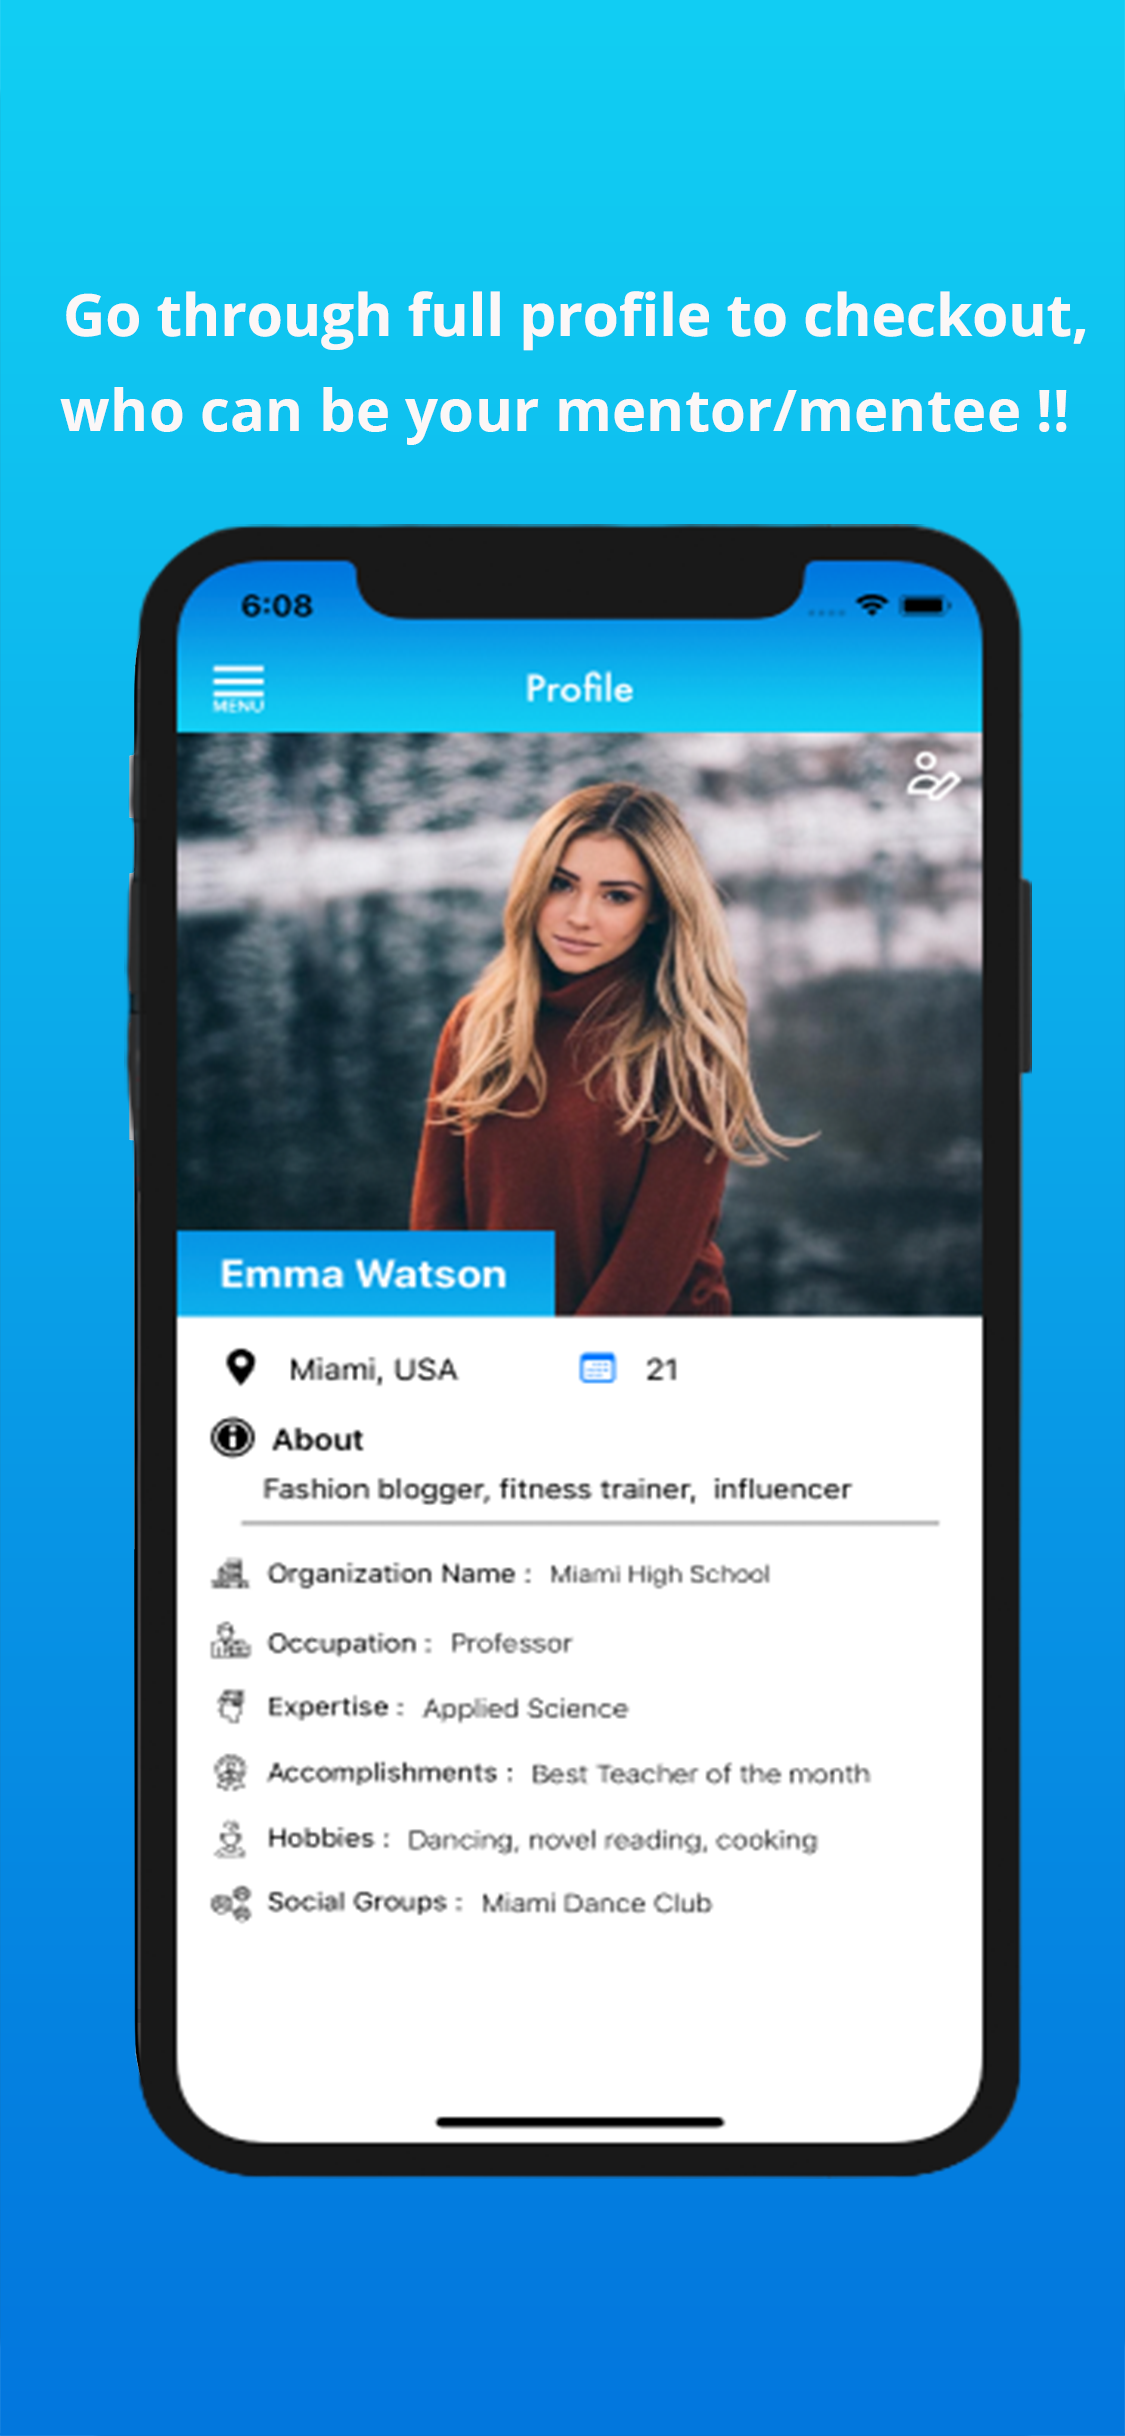 Go through full profile to checkout,
who can be your mentor/mentee !!
6:08
MENU
Profile
Emma Watson
Miami, USA 21
About
Fashion blogger, fitness trainer, influencer
Organization Name : Miami High School
Occupation : Professor
Expertise : Applied Science
Accomplishments : Best Teacher of the month
Hobbies : Dancing, novel reading, cooking
Social Groups : Miami Dance Club